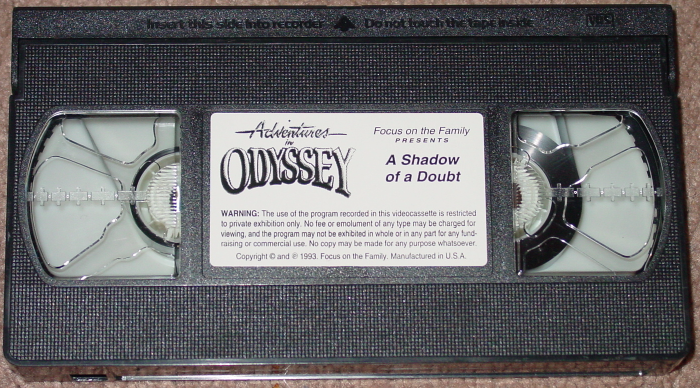 Insert this side into recorder ▲ Do not touch the tape inside VHS
Adventures
in
ODYSSEY
Focus on the Family
PRESENTS
A Shadow
of a Doubt
WARNING: The use of the program recorded in this videocassette is restricted
to private exhibition only. No fee or emolument of any type may be charged for
viewing, and the program may not be exhibited in whole or in any part for any fund-
raising or commercial use. No copy may be made for any purpose whatsoever.
Copyright © and ℗ 1993. Focus on the Family. Manufactured in U.S.A.